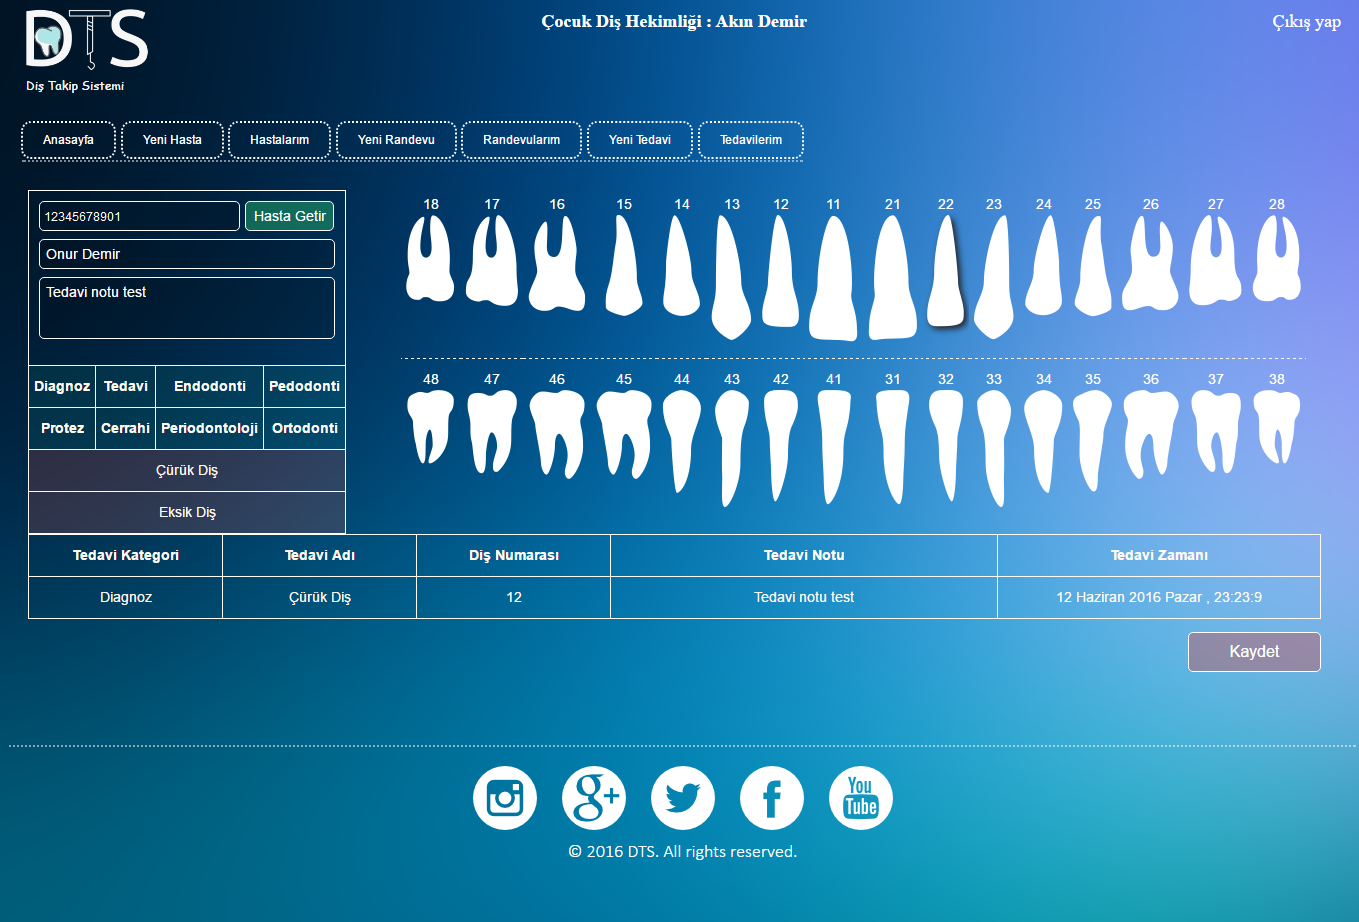 DTS
Diş Takip Sistemi
Çocuk Diş Hekimliği : Akın Demir
Çıkış yap
Anasayfa Yeni Hasta Hastalarım Yeni Randevu Randevularım Yeni Tedavi Tedavilerim
12345678901 Hasta Getir
Onur Demir
Tedavi notu test
Diagnoz Tedavi Endodonti Pedodonti
Protez Cerrahi Periodontoloji Ortodonti
Çürük Diş
Eksik Diş
18 17 16 15 14 13 12 11 21 22 23 24 25 26 27 28
48 47 46 45 44 43 42 41 31 32 33 34 35 36 37 38
Tedavi Kategori Tedavi Adı Diş Numarası Tedavi Notu Tedavi Zamanı
Diagnoz Çürük Diş 12 Tedavi notu test 12 Haziran 2016 Pazar , 23:23:9
Kaydet
g+ f You Tube
© 2016 DTS. All rights reserved.